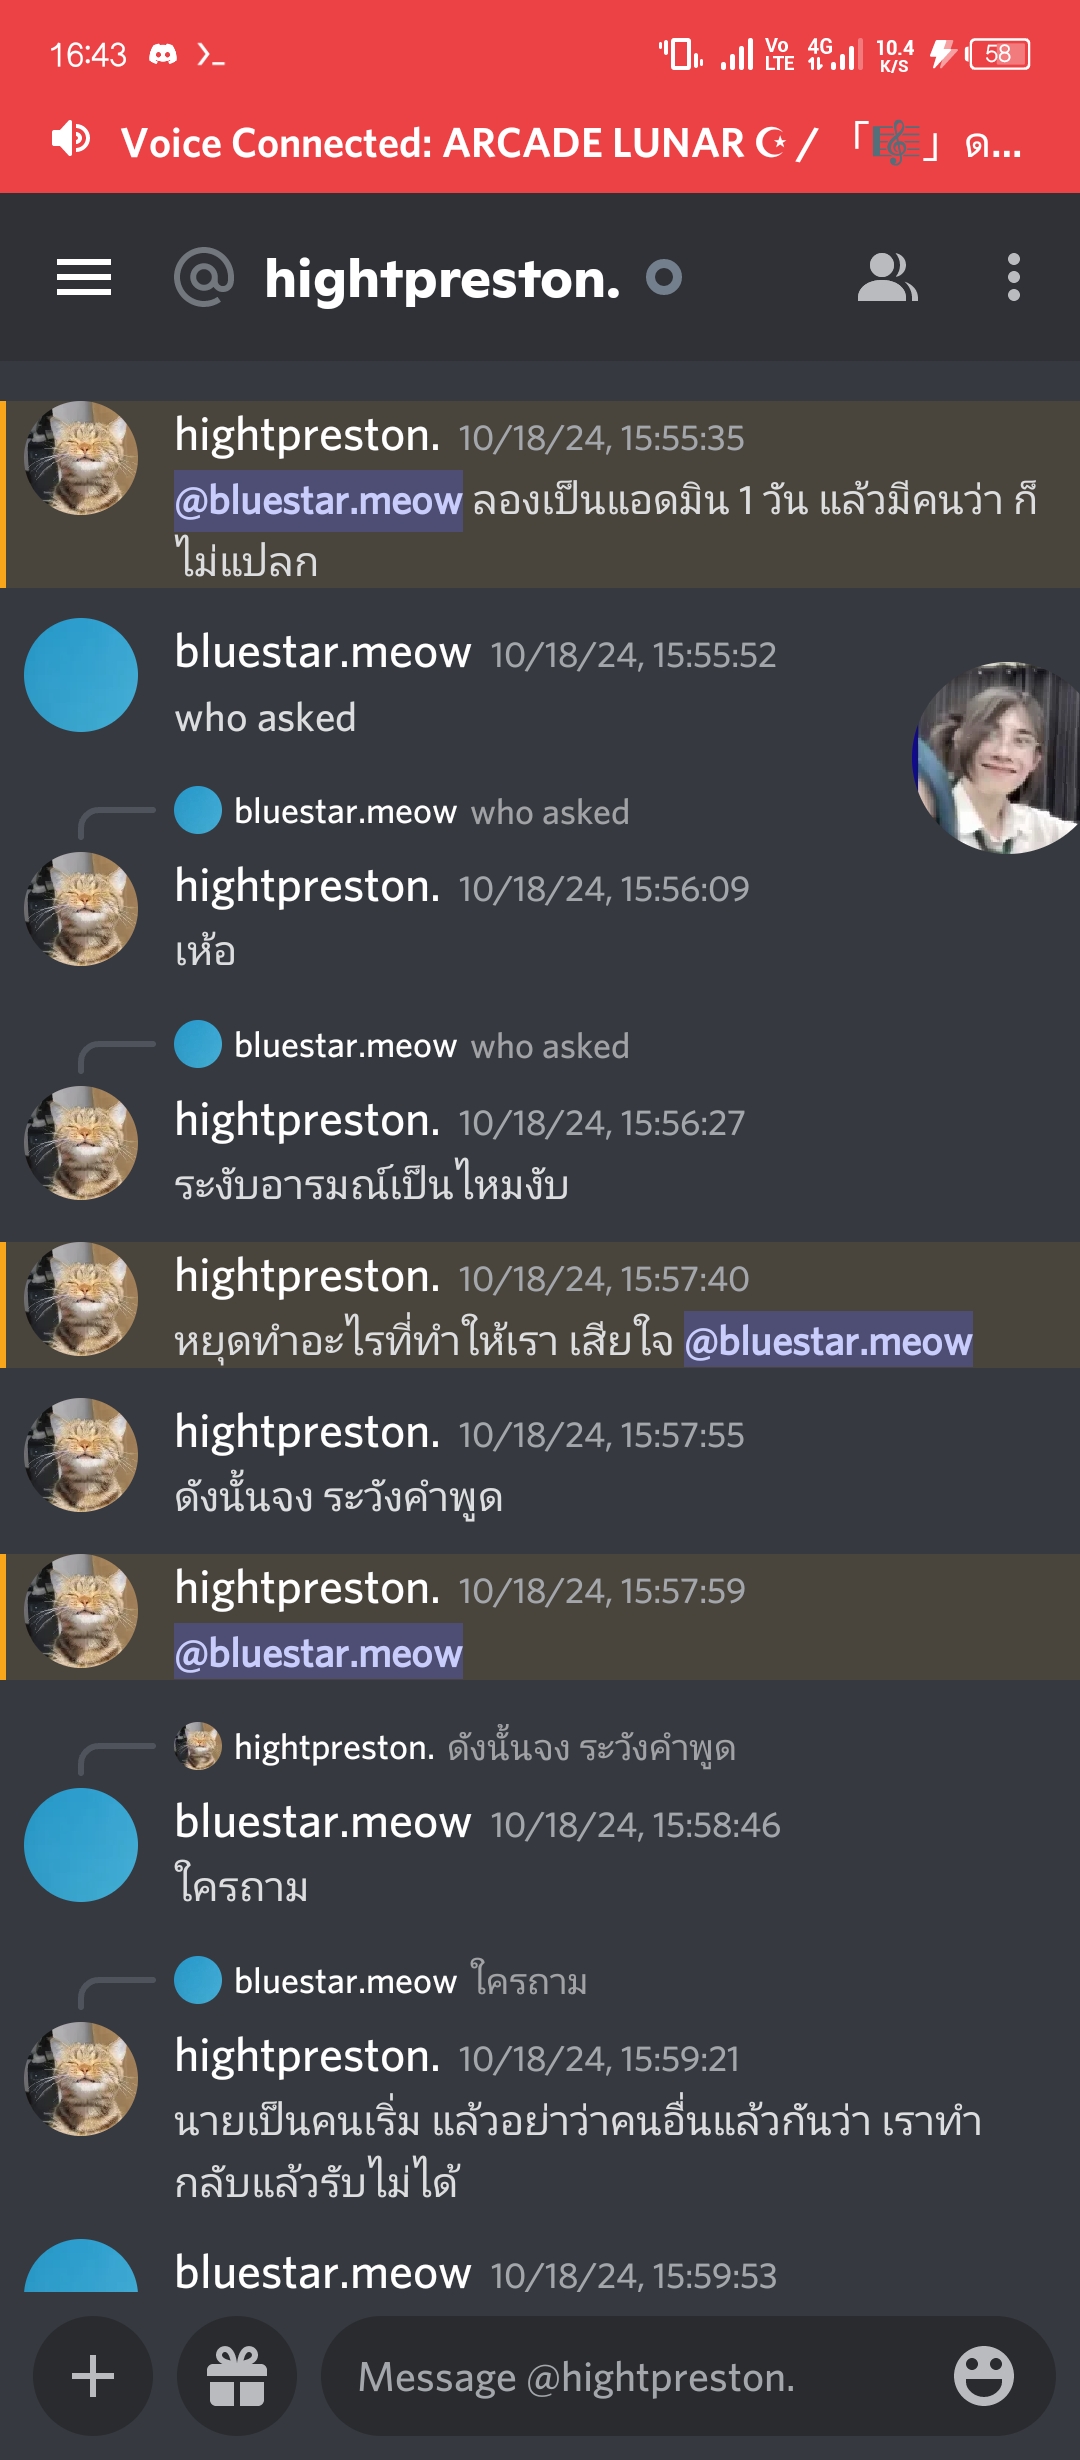 16:43 Vo LTE 4G 10.4 K/S 58
Voice Connected: ARCADE LUNAR ☪ / 「🎼」 ด...
@ hightpreston.
hightpreston. 10/18/24, 15:55:35
@bluestar.meow ลองเป็นแอดมิน 1 วัน แล้วมีคนว่า ก็
ไม่แปลก
bluestar.meow 10/18/24, 15:55:52
who asked
bluestar.meow who asked
hightpreston. 10/18/24, 15:56:09
เห้อ
bluestar.meow who asked
hightpreston. 10/18/24, 15:56:27
ระงับอารมณ์เป็นไหมงับ
hightpreston. 10/18/24, 15:57:40
หยุดทำอะไรที่ทำให้เรา เสียใจ @bluestar.meow
hightpreston. 10/18/24, 15:57:55
ดังนั้นจง ระวังคำพูด
hightpreston. 10/18/24, 15:57:59
@bluestar.meow
hightpreston. ดังนั้นจง ระวังคำพูด
bluestar.meow 10/18/24, 15:58:46
ใครถาม
bluestar.meow ใครถาม
hightpreston. 10/18/24, 15:59:21
นายเป็นคนเริ่ม แล้วอย่าว่าคนอื่นแล้วกันว่า เราทำ
กลับแล้วรับไม่ได้
bluestar.meow 10/18/24, 15:59:53
Message @hightpreston.